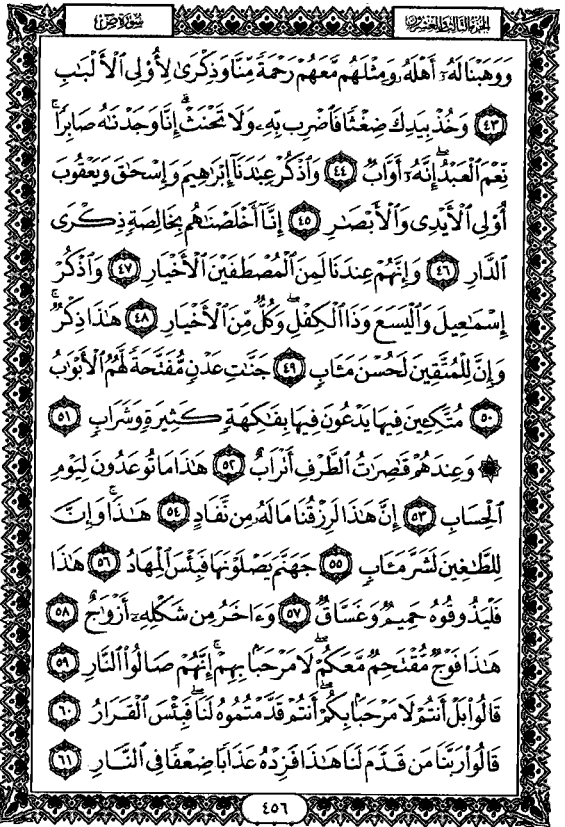 سُورَةُ صٓ
الجزء الثالث والعشرون
وَوَهَبْنَا لَهُۥٓ أَهْلَهُۥ وَمِثْلَهُم مَّعَهُمْ رَحْمَةً مِّنَّا وَذِكْرَىٰ لِأُو۟لِى ٱلْأَلْبَـٰبِ
٤٣ وَخُذْ بِيَدِكَ ضِغْثًا فَٱضْرِب بِّهِۦ وَلَا تَحْنَثْ ۗ إِنَّا وَجَدْنَـٰهُ صَابِرًا ۚ
نِّعْمَ ٱلْعَبْدُ ۖ إِنَّهُۥٓ أَوَّابٌ ٤٤ وَٱذْكُرْ عِبَـٰدَنَآ إِبْرَٰهِيمَ وَإِسْحَـٰقَ وَيَعْقُوبَ
أُو۟لِى ٱلْأَيْدِى وَٱلْأَبْصَـٰرِ ٤٥ إِنَّآ أَخْلَصْنَـٰهُم بِخَالِصَةٍ ذِكْرَى
ٱلدَّارِ ٤٦ وَإِنَّهُمْ عِندَنَا لَمِنَ ٱلْمُصْطَفَيْنَ ٱلْأَخْيَارِ ٤٧ وَٱذْكُرْ
إِسْمَـٰعِيلَ وَٱلْيَسَعَ وَذَا ٱلْكِفْلِ ۖ وَكُلٌّ مِّنَ ٱلْأَخْيَارِ ٤٨ هَـٰذَا ذِكْرٌ ۚ
وَإِنَّ لِلْمُتَّقِينَ لَحُسْنَ مَـَٔابٍ ٤٩ جَنَّـٰتِ عَدْنٍ مُّفَتَّحَةً لَّهُمُ ٱلْأَبْوَٰبُ
٥٠ مُتَّكِـِٔينَ فِيهَا يَدْعُونَ فِيهَا بِفَـٰكِهَةٍ كَثِيرَةٍ وَشَرَابٍ ٥١
۞ وَعِندَهُمْ قَـٰصِرَٰتُ ٱلطَّرْفِ أَتْرَابٌ ٥٢ هَـٰذَا مَا تُوعَدُونَ لِيَوْمِ
ٱلْحِسَابِ ٥٣ إِنَّ هَـٰذَا لَرِزْقُنَا مَا لَهُۥ مِن نَّفَادٍ ٥٤ هَـٰذَا ۚ وَإِنَّ
لِلطَّـٰغِينَ لَشَرَّ مَـَٔابٍ ٥٥ جَهَنَّمَ يَصْلَوْنَهَا فَبِئْسَ ٱلْمِهَادُ ٥٦ هَـٰذَا
فَلْيَذُوقُوهُ حَمِيمٌ وَغَسَّاقٌ ٥٧ وَءَاخَرُ مِن شَكْلِهِۦٓ أَزْوَٰجٌ ٥٨
هَـٰذَا فَوْجٌ مُّقْتَحِمٌ مَّعَكُمْ ۖ لَا مَرْحَبًۢا بِهِمْ ۚ إِنَّهُمْ صَالُوا۟ ٱلنَّارِ ٥٩
قَالُوا۟ بَلْ أَنتُمْ لَا مَرْحَبًۢا بِكُمْ ۖ أَنتُمْ قَدَّمْتُمُوهُ لَنَا ۖ فَبِئْسَ ٱلْقَرَارُ ٦٠
قَالُوا۟ رَبَّنَا مَن قَدَّمَ لَنَا هَـٰذَا فَزِدْهُ عَذَابًا ضِعْفًا فِى ٱلنَّارِ ٦١
٤٥٦